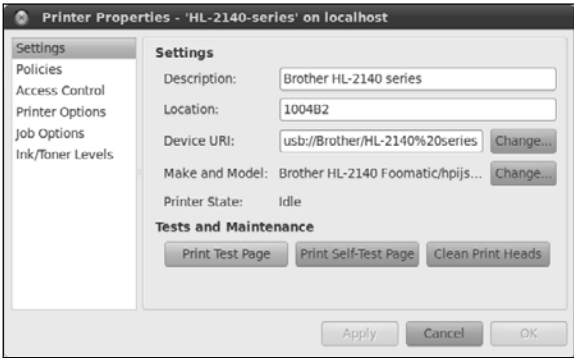 Printer Properties - 'HL-2140-series' on localhost
Settings
Policies
Access Control
Printer Options
Job Options
Ink/Toner Levels
Settings
Description: Brother HL-2140 series
Location: 1004B2
Device URI: usb://Brother/HL-2140%20series Change...
Make and Model: Brother HL-2140 Foomatic/hpijs... Change...
Printer State: Idle
Tests and Maintenance
Print Test Page Print Self-Test Page Clean Print Heads
Apply Cancel OK